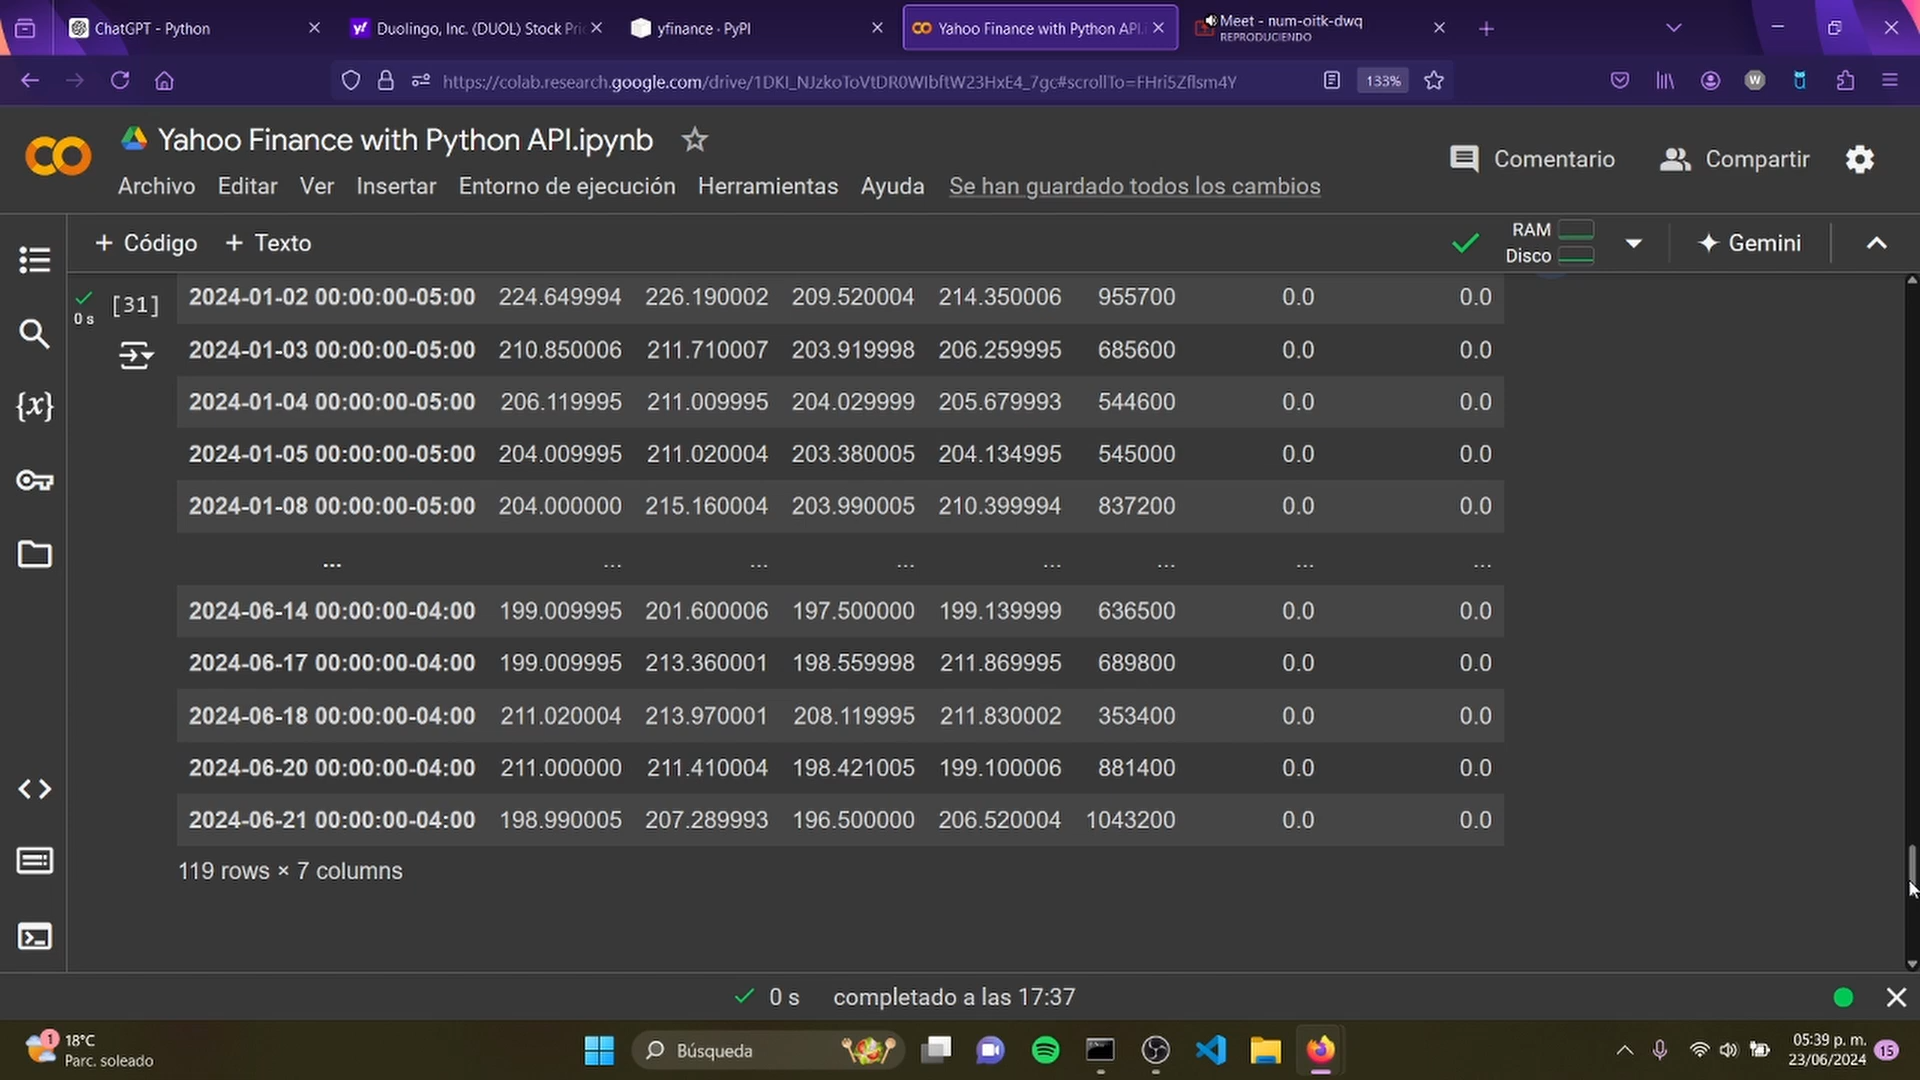 ChatGPT - Python
Duolingo, Inc. (DUOL) Stock Pri
yfinance · PyPI
Yahoo Finance with Python API.i
Meet - num-oitk-dwq
REPRODUCIENDO
https://colab.research.google.com/drive/1DKI_NJzkoToVtDR0WIbftW23HxE4_7gc#scrollTo=FHri5Zflsm4Y
133%
W
Yahoo Finance with Python API.ipynb
Comentario
Compartir
Archivo Editar Ver Insertar Entorno de ejecución Herramientas Ayuda Se han guardado todos los cambios
+ Código + Texto
RAM
Disco
Gemini
[31]
0 s
2024-01-02 00:00:00-05:00 224.649994 226.190002 209.520004 214.350006 955700 0.0 0.0
2024-01-03 00:00:00-05:00 210.850006 211.710007 203.919998 206.259995 685600 0.0 0.0
2024-01-04 00:00:00-05:00 206.119995 211.009995 204.029999 205.679993 544600 0.0 0.0
2024-01-05 00:00:00-05:00 204.009995 211.020004 203.380005 204.134995 545000 0.0 0.0
2024-01-08 00:00:00-05:00 204.000000 215.160004 203.990005 210.399994 837200 0.0 0.0
... ... ... ... ... ... ... ...
2024-06-14 00:00:00-04:00 199.009995 201.600006 197.500000 199.139999 636500 0.0 0.0
2024-06-17 00:00:00-04:00 199.009995 213.360001 198.559998 211.869995 689800 0.0 0.0
2024-06-18 00:00:00-04:00 211.020004 213.970001 208.119995 211.830002 353400 0.0 0.0
2024-06-20 00:00:00-04:00 211.000000 211.410004 198.421005 199.100006 881400 0.0 0.0
2024-06-21 00:00:00-04:00 198.990005 207.289993 196.500000 206.520004 1043200 0.0 0.0
119 rows × 7 columns
{x}
0 s completado a las 17:37
1
18°C
Parc. soleado
Búsqueda
05:39 p. m.
23/06/2024
15